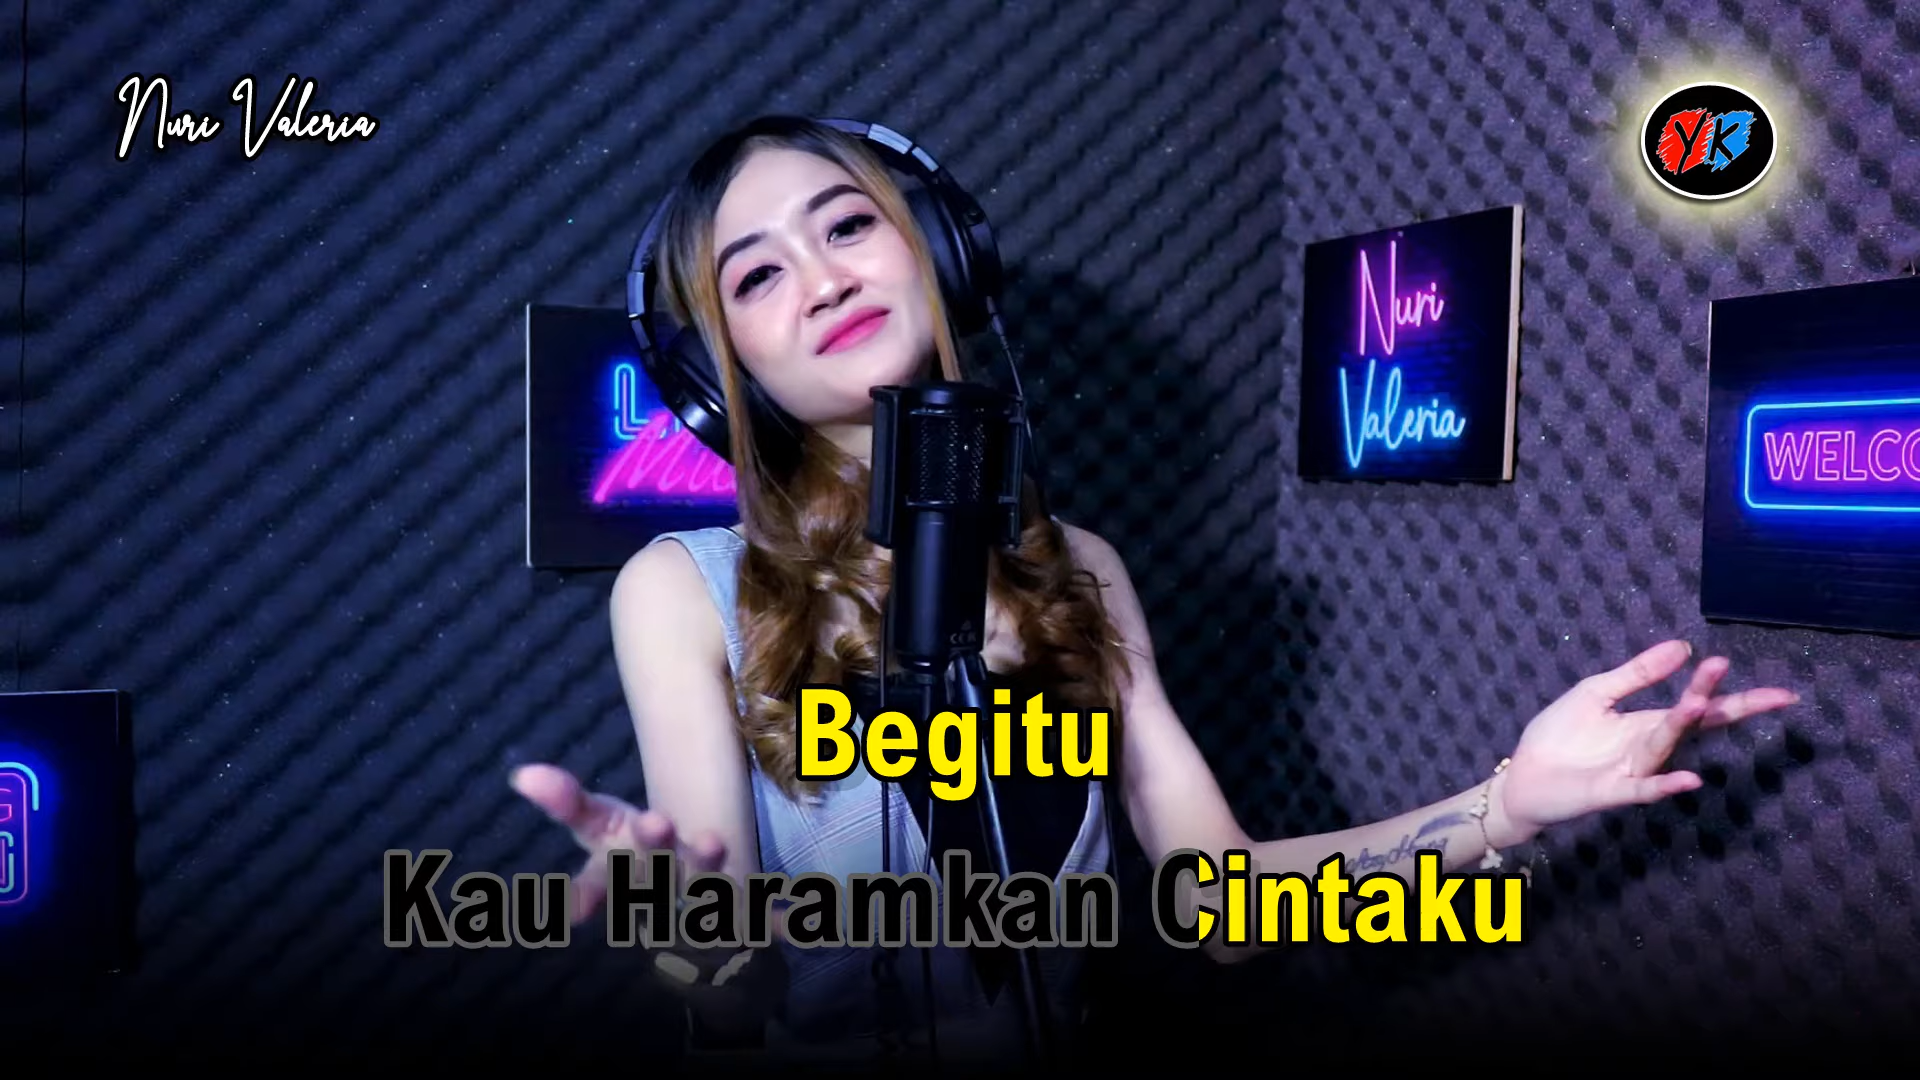 Nuri Valeria
YK
Nuri
Valeria
WELCO
Begitu
Kau Haramkan Cintaku